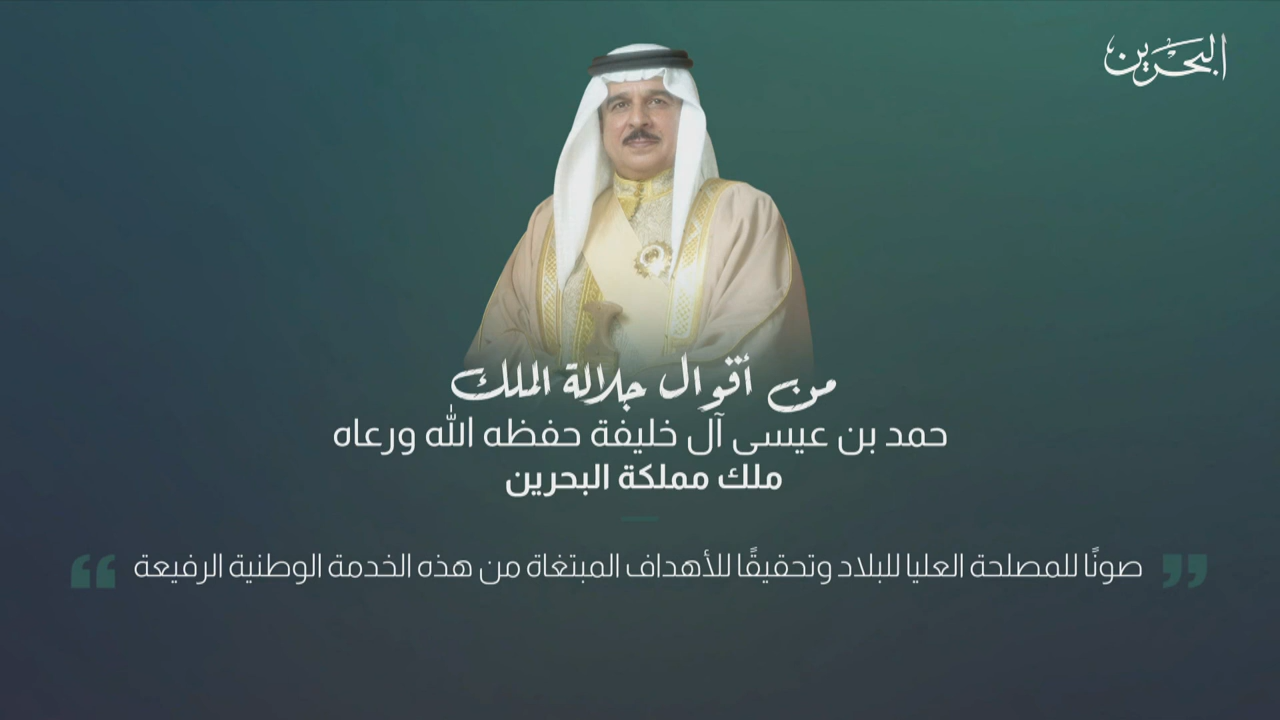 البحرين
من أقوال جلالة الملك
حمد بن عيسى آل خليفة حفظه الله ورعاه
ملك مملكة البحرين
"صونًا للمصلحة العليا للبلاد وتحقيقًا للأهداف المبتغاة من هذه الخدمة الوطنية الرفيعة"